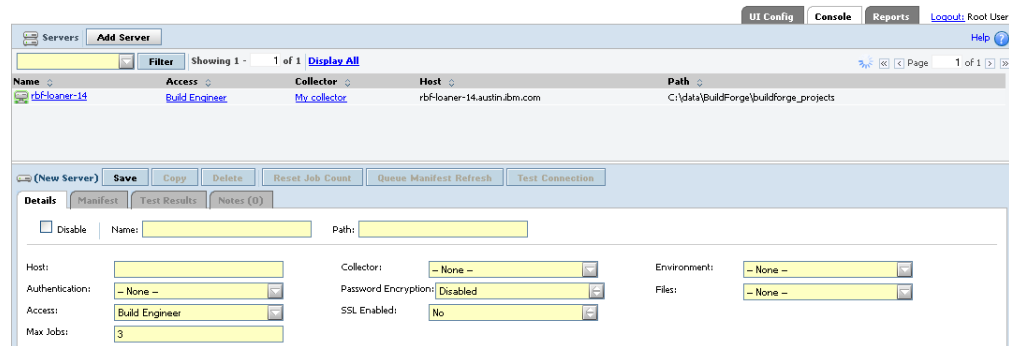 UI Config Console Reports Logout: Root User
Servers Add Server Help ?
Filter Showing 1 - 1 of 1 Display All Page 1 of 1
Name Access Collector Host Path
rbf-loaner-14 Build Engineer My collector rbf-loaner-14.austin.ibm.com C:\data\BuildForge\buildforge_projects
(New Server) Save Copy Delete Reset Job Count Queue Manifest Refresh Test Connection
Details Manifest Test Results Notes (0)
Disable Name: Path:
Host: Collector: – None – Environment: – None –
Authentication: – None – Password Encryption: Disabled Files: – None –
Access: Build Engineer SSL Enabled: No
Max Jobs: 3